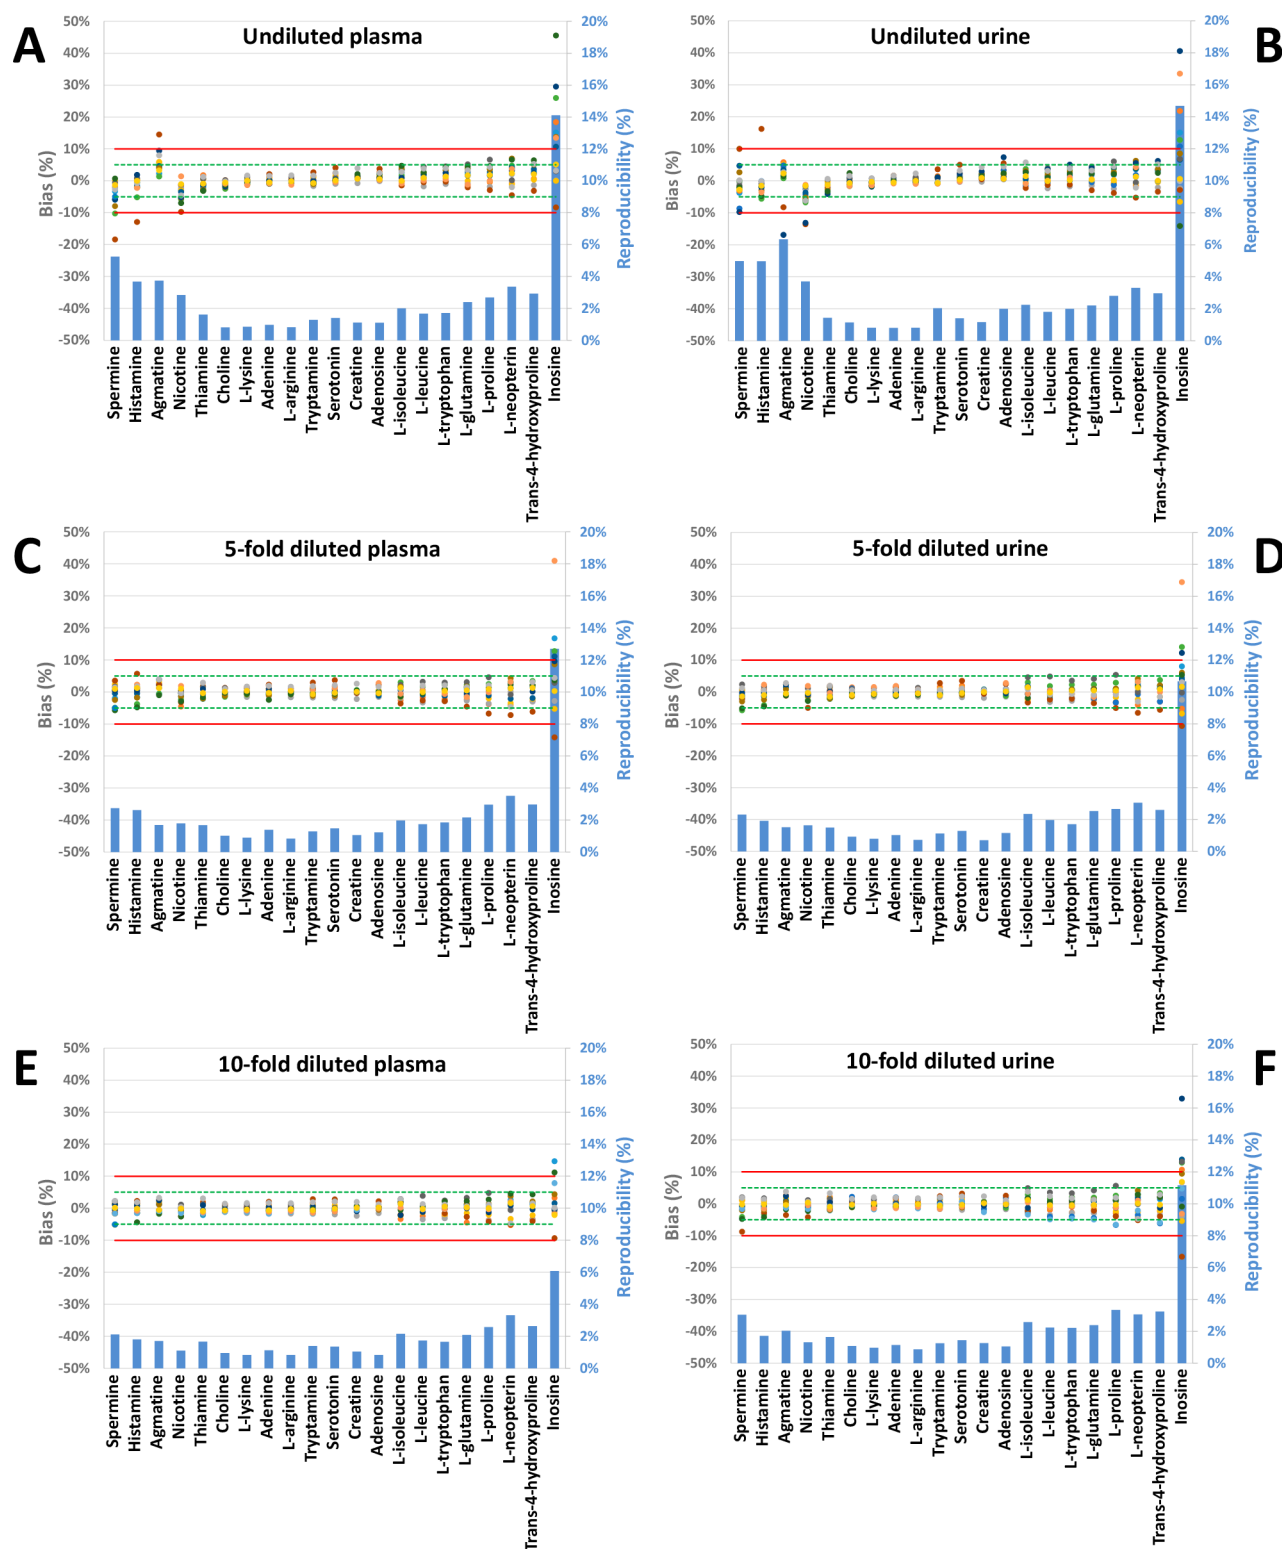 A
Undiluted plasma
50%
40%
30%
20%
10%
0%
-10%
-20%
-30%
-40%
-50%
Bias (%)
20%
18%
16%
14%
12%
10%
8%
6%
4%
2%
0%
Reproducibility (%)
Spermine
Histamine
Agmatine
Nicotine
Thiamine
Choline
L-lysine
Adenine
L-arginine
Tryptamine
Serotonin
Creatine
Adenosine
L-isoleucine
L-leucine
L-tryptophan
L-glutamine
L-proline
L-neopterin
Trans-4-hydroxyproline
Inosine
B
Undiluted urine
50%
40%
30%
20%
10%
0%
-10%
-20%
-30%
-40%
-50%
Bias (%)
20%
18%
16%
14%
12%
10%
8%
6%
4%
2%
0%
Reproducibility (%)
Spermine
Histamine
Agmatine
Nicotine
Thiamine
Choline
L-lysine
Adenine
L-arginine
Tryptamine
Serotonin
Creatine
Adenosine
L-isoleucine
L-leucine
L-tryptophan
L-glutamine
L-proline
L-neopterin
Trans-4-hydroxyproline
Inosine
C
5-fold diluted plasma
50%
40%
30%
20%
10%
0%
-10%
-20%
-30%
-40%
-50%
Bias (%)
20%
18%
16%
14%
12%
10%
8%
6%
4%
2%
0%
Reproducibility (%)
Spermine
Histamine
Agmatine
Nicotine
Thiamine
Choline
L-lysine
Adenine
L-arginine
Tryptamine
Serotonin
Creatine
Adenosine
L-isoleucine
L-leucine
L-tryptophan
L-glutamine
L-proline
L-neopterin
Trans-4-hydroxyproline
Inosine
D
5-fold diluted urine
50%
40%
30%
20%
10%
0%
-10%
-20%
-30%
-40%
-50%
Bias (%)
20%
18%
16%
14%
12%
10%
8%
6%
4%
2%
0%
Reproducibility (%)
Spermine
Histamine
Agmatine
Nicotine
Thiamine
Choline
L-lysine
Adenine
L-arginine
Tryptamine
Serotonin
Creatine
Adenosine
L-isoleucine
L-leucine
L-tryptophan
L-glutamine
L-proline
L-neopterin
Trans-4-hydroxyproline
Inosine
E
10-fold diluted plasma
50%
40%
30%
20%
10%
0%
-10%
-20%
-30%
-40%
-50%
Bias (%)
20%
18%
16%
14%
12%
10%
8%
6%
4%
2%
0%
Reproducibility (%)
Spermine
Histamine
Agmatine
Nicotine
Thiamine
Choline
L-lysine
Adenine
L-arginine
Tryptamine
Serotonin
Creatine
Adenosine
L-isoleucine
L-leucine
L-tryptophan
L-glutamine
L-proline
L-neopterin
Trans-4-hydroxyproline
Inosine
F
10-fold diluted urine
50%
40%
30%
20%
10%
0%
-10%
-20%
-30%
-40%
-50%
Bias (%)
20%
18%
16%
14%
12%
10%
8%
6%
4%
2%
0%
Reproducibility (%)
Spermine
Histamine
Agmatine
Nicotine
Thiamine
Choline
L-lysine
Adenine
L-arginine
Tryptamine
Serotonin
Creatine
Adenosine
L-isoleucine
L-leucine
L-tryptophan
L-glutamine
L-proline
L-neopterin
Trans-4-hydroxyproline
Inosine